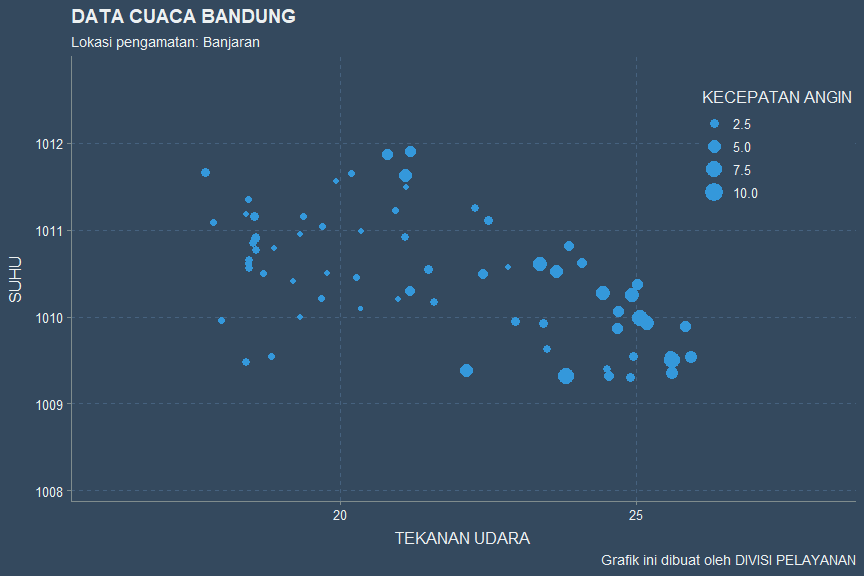 DATA CUACA BANDUNG
Lokasi pengamatan: Banjaran
KECEPATAN ANGIN
2.5
5.0
7.5
10.0
SUHU
1012
1011
1010
1009
1008
20
25
TEKANAN UDARA
Grafik ini dibuat oleh DIVISI PELAYANAN